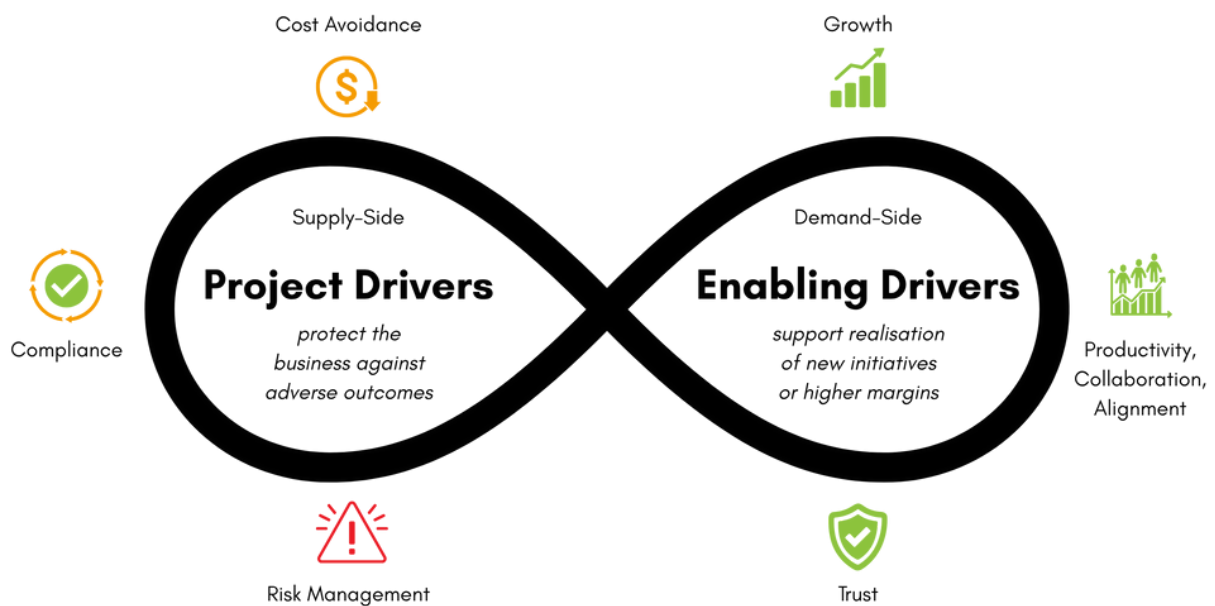 Cost Avoidance
Growth
$
Supply-Side
Demand-Side
Project Drivers
Enabling Drivers
protect the
business against
adverse outcomes
support realisation
of new initiatives
or higher margins
Compliance
Productivity,
Collaboration,
Alignment
!
Risk Management
Trust